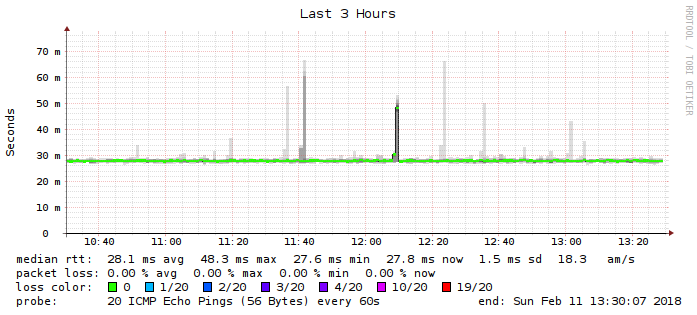 Last 3 Hours
RRDTOOL / TOBI OETIKER
Seconds
70 m
60 m
50 m
40 m
30 m
20 m
10 m
0
10:40 11:00 11:20 11:40 12:00 12:20 12:40 13:00 13:20
median rtt: 28.1 ms avg 48.3 ms max 27.6 ms min 27.8 ms now 1.5 ms sd 18.3 am/s
packet loss: 0.00 % avg 0.00 % max 0.00 % min 0.00 % now
loss color: 0 1/20 2/20 3/20 4/20 10/20 19/20
probe: 20 ICMP Echo Pings (56 Bytes) every 60s end: Sun Feb 11 13:30:07 2018